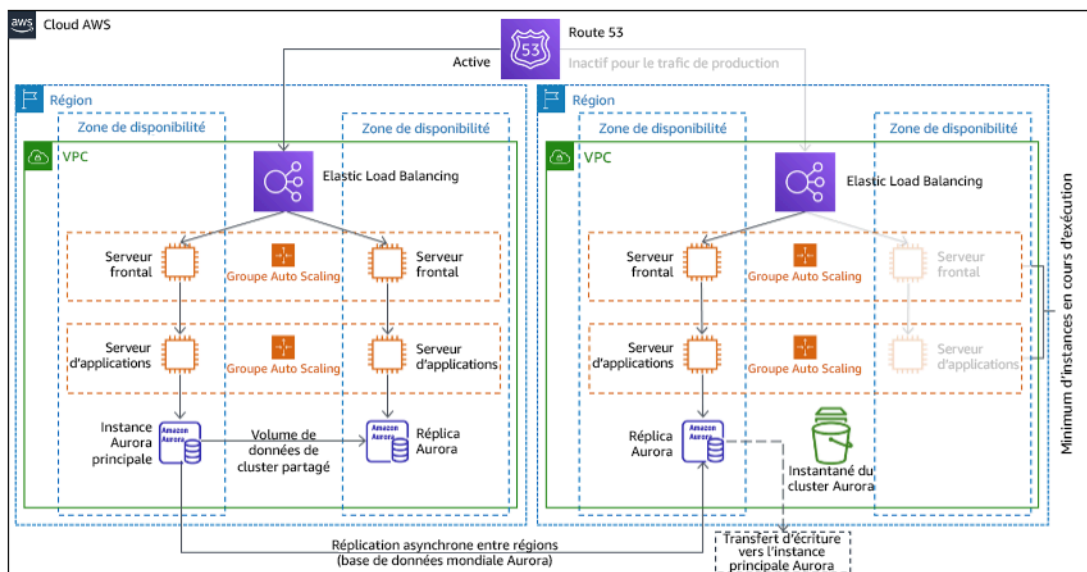 aws
Cloud AWS
Route 53
53
Active
Inactif pour le trafic de production
Région
Zone de disponibilité
Zone de disponibilité
VPC
Elastic Load Balancing
Serveur
frontal
Groupe Auto Scaling
Serveur
frontal
Serveur
d'applications
Groupe Auto Scaling
Serveur
d'applications
Instance
Aurora
principale
Amazon
Aurora
Volume de
données de
cluster partagé
Amazon
Aurora
Réplica
Aurora
Région
Zone de disponibilité
Zone de disponibilité
VPC
Elastic Load Balancing
Serveur
frontal
Groupe Auto Scaling
Serveur
frontal
Serveur
d'applications
Groupe Auto Scaling
Serveur
d'applications
Réplica
Aurora
Amazon
Aurora
Instantané du
cluster Aurora
Minimum d'instances en cours d'exécution
Réplication asynchrone entre régions
(base de données mondiale Aurora)
Transfert d'écriture
vers l'instance
principale Aurora